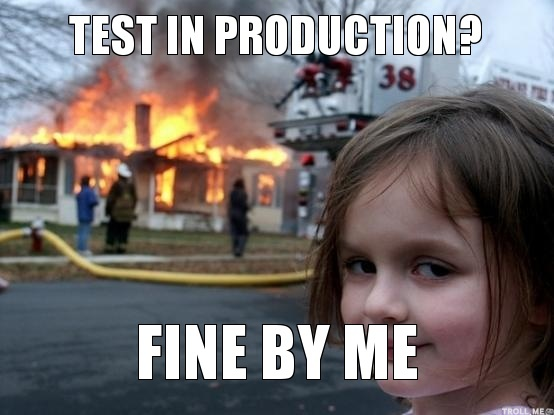 TEST IN PRODUCTION?
38
FINE BY ME
TROLL.ME